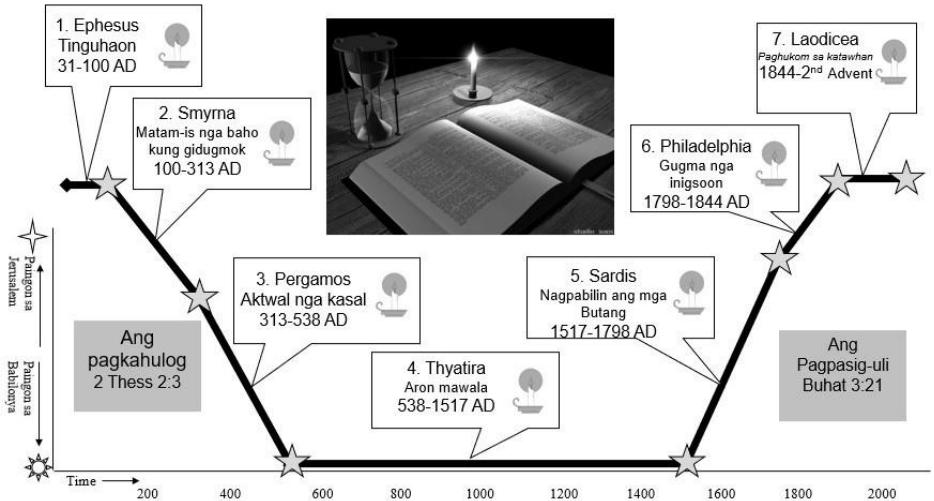 1. Ephesus
Tinguhaon
31-100 AD
2. Smyrna
Matam-is nga baho
kung gidugmok
100-313 AD
3. Pergamos
Aktwal nga kasal
313-538 AD
4. Thyatira
Aron mawala
538-1517 AD
5. Sardis
Nagpabilin ang mga
Butang
1517-1798 AD
6. Philadelphia
Gugma nga
inigsoon
1798-1844 AD
7. Laodicea
Paghukom sa katawhan
1844-2nd Advent
Paingon sa
Jerusalem
Paingon sa
Babilonya
Ang
pagkahulog
2 Thess 2:3
Ang
Pagpasig-uli
Buhat 3:21
Time
200 400 600 800 1000 1200 1400 1600 1800 2000